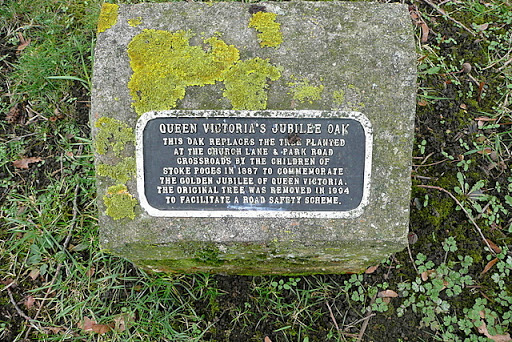 QUEEN VICTORIA'S JUBILEE OAK
THIS OAK REPLACES THE TREE PLANTED
AT THE CHURCH LANE & PARK ROAD
CROSSROADS BY THE CHILDREN OF
STOKE POGES IN 1887 TO COMMEMORATE
THE GOLDEN JUBILEE OF QUEEN VICTORIA.
THE ORIGINAL TREE WAS REMOVED IN 1994
TO FACILITATE A ROAD SAFETY SCHEME.